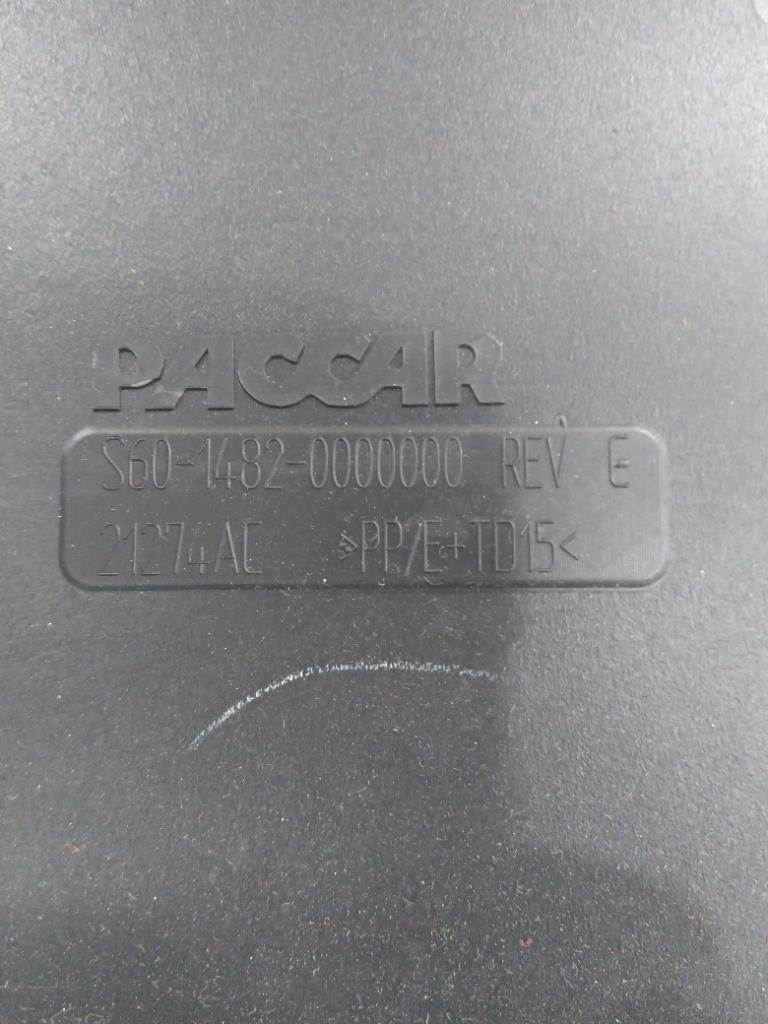 PACCAR
S60-1482-0000000 REV E
21274AC >PP/E+TD15<